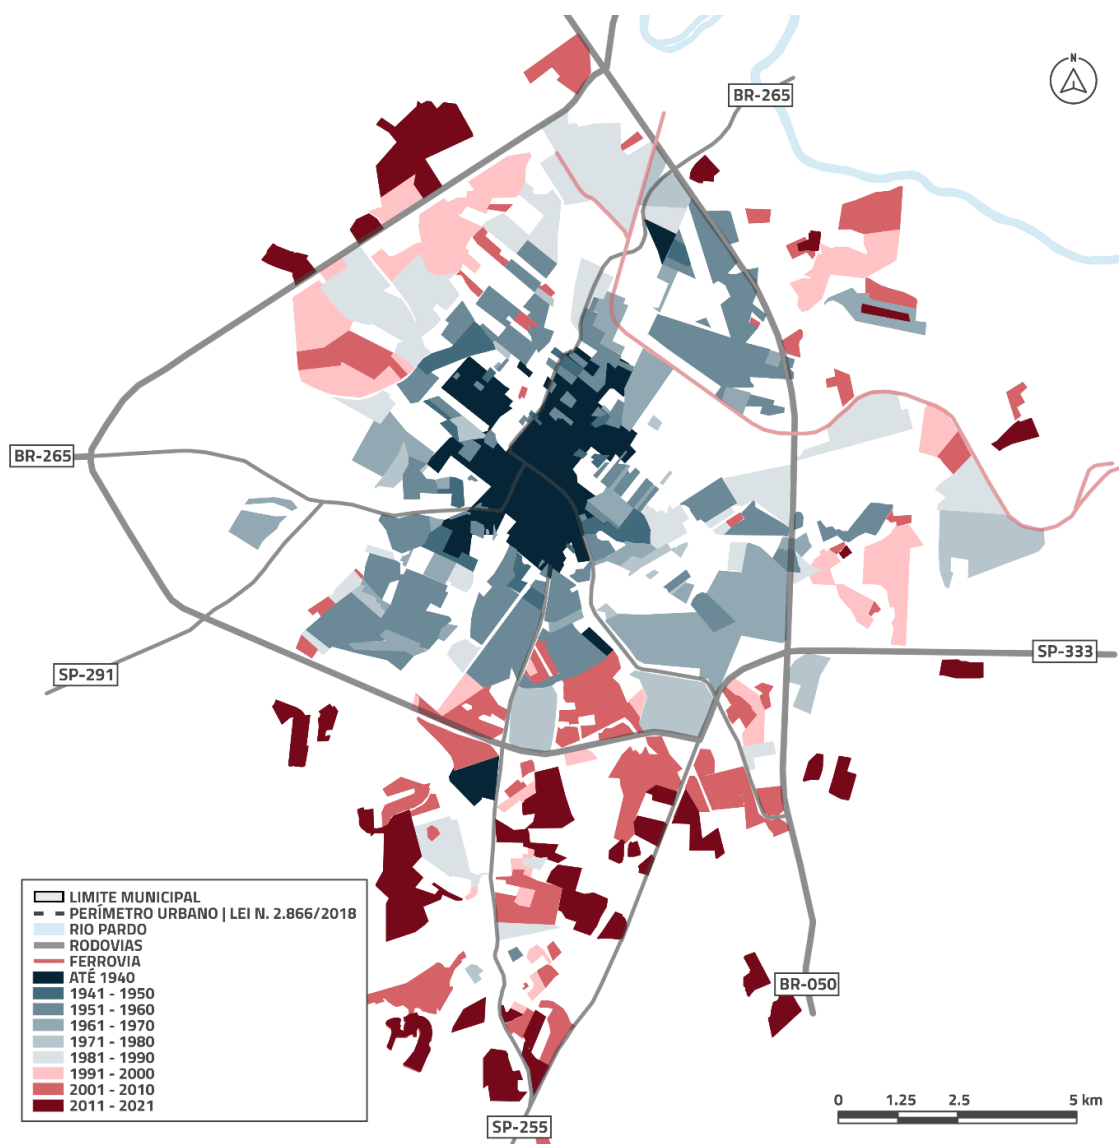 N
BR-265
BR-265
SP-291
SP-333
LIMITE MUNICIPAL
PERÍMETRO URBANO | LEI N. 2.866/2018
RIO PARDO
RODOVIAS
FERROVIA
ATÉ 1940
1941 - 1950
1951 - 1960
1961 - 1970
1971 - 1980
1981 - 1990
1991 - 2000
2001 - 2010
2011 - 2021
BR-050
0 1.25 2.5 5 km
SP-255